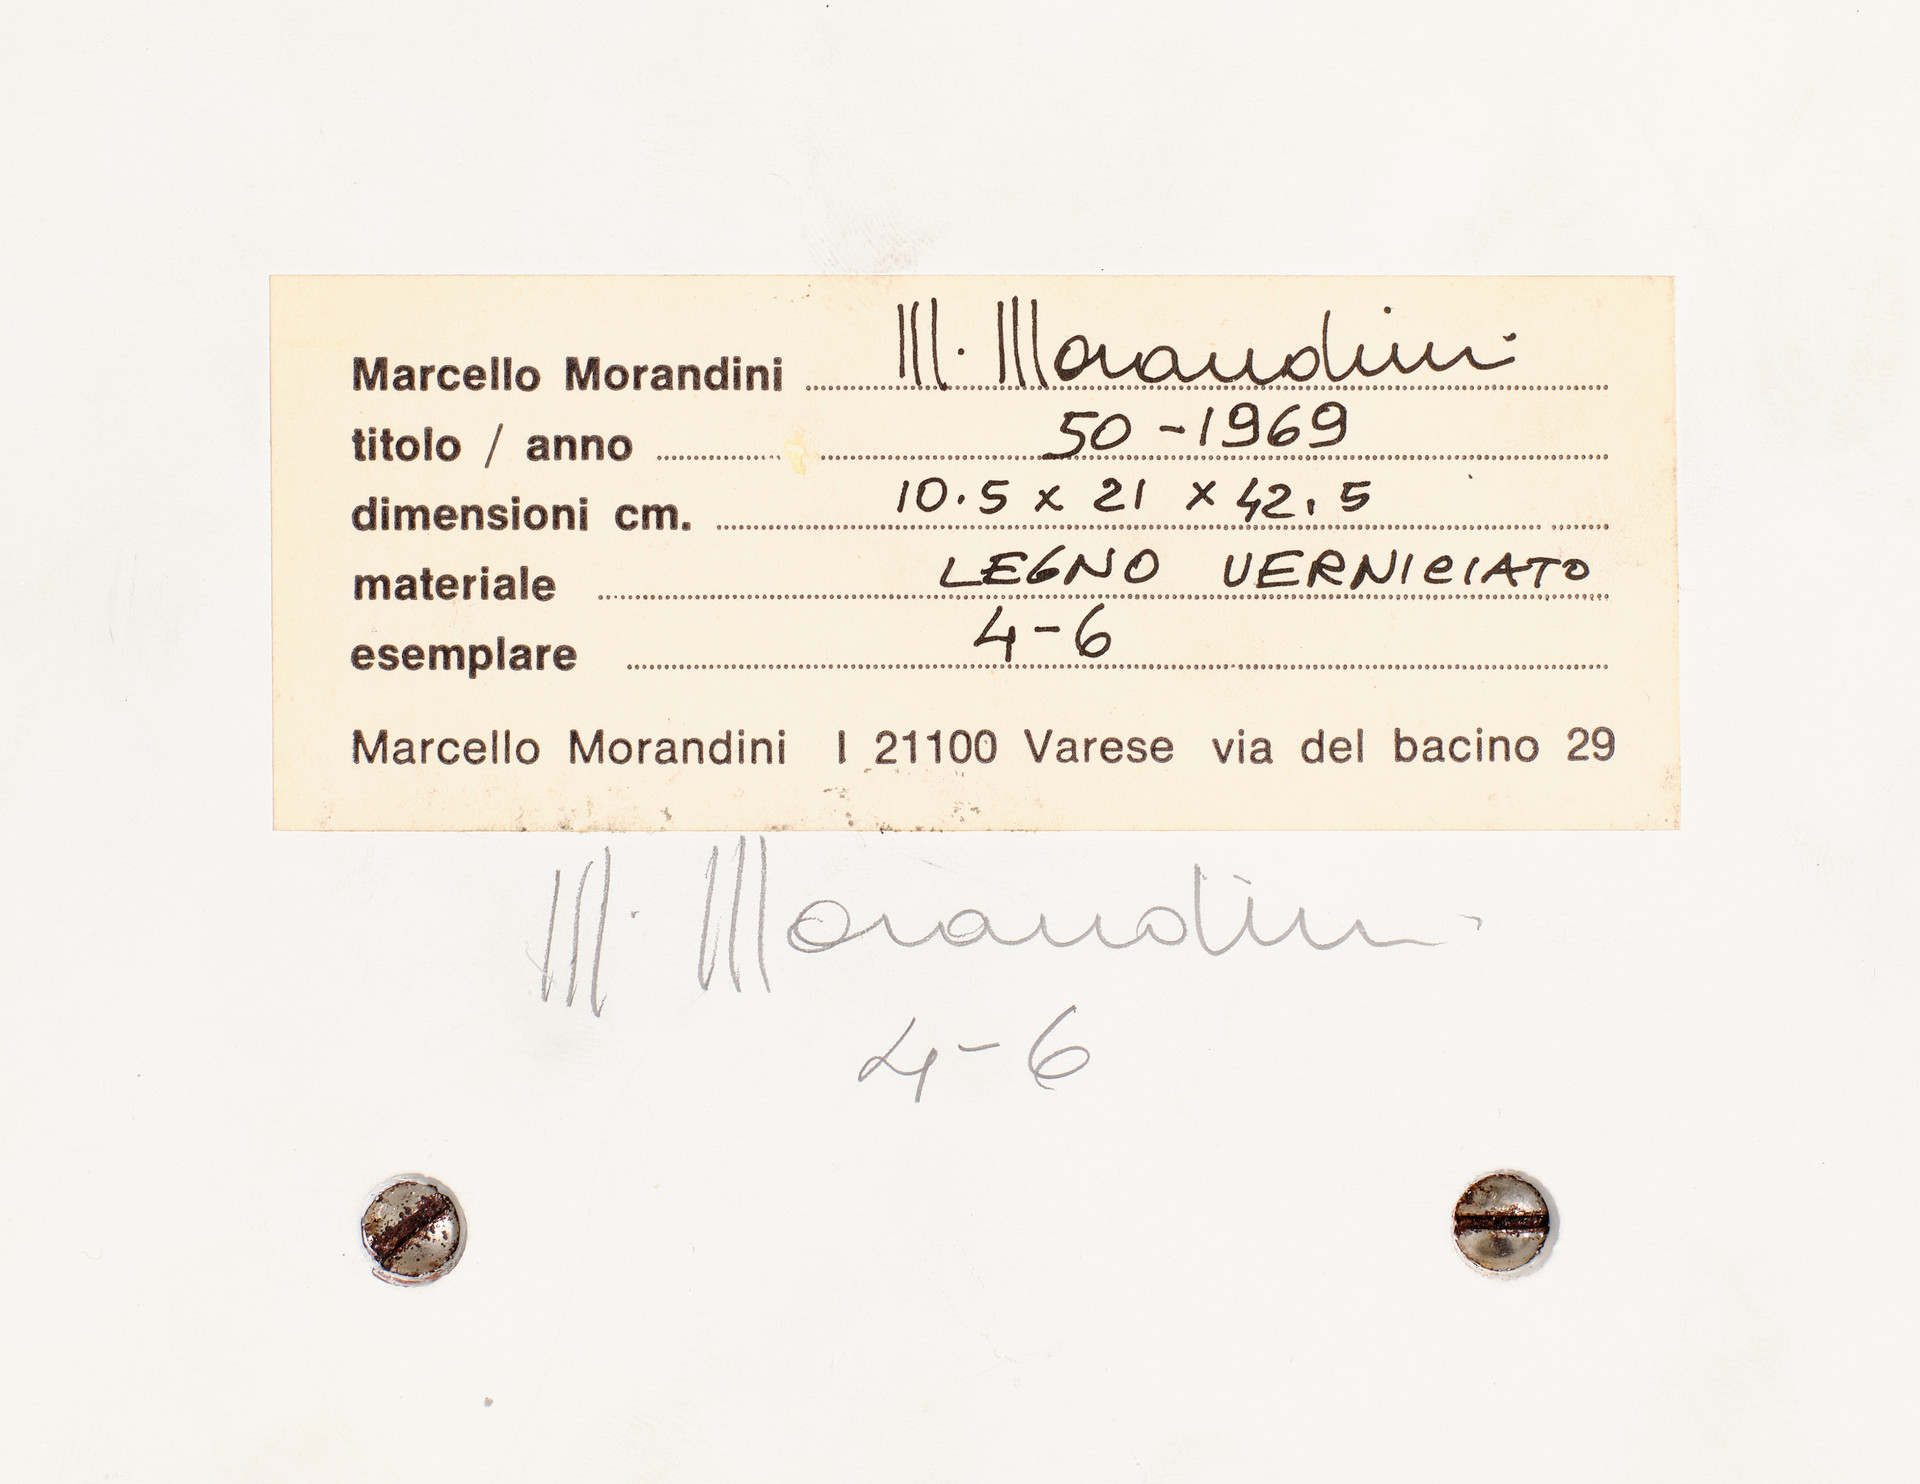 Marcello Morandini M. Morandini
titolo / anno 50 - 1969
dimensioni cm. 10.5 x 21 x 42.5
materiale LEGNO VERNICIATO
esemplare 4-6
Marcello Morandini I 21100 Varese via del bacino 29
M. Morandini
4-6